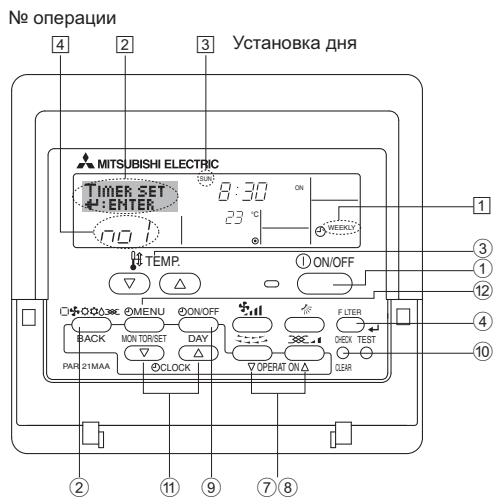 № операции
4 2 3 Установка дня
MITSUBISHI ELECTRIC
SUN
TIMER SET
:ENTER
8:30 ON
23 °C
WEEKLY
no 1
1
TEMP.
ON/OFF
3
1
12
MENU ON/OFF
F LTER
4
BACK MON TOR/SET DAY
CHECK TEST
10
PAR 21MAA
CLOCK
OPERAT ON
CLEAR
2 11 9 7 8